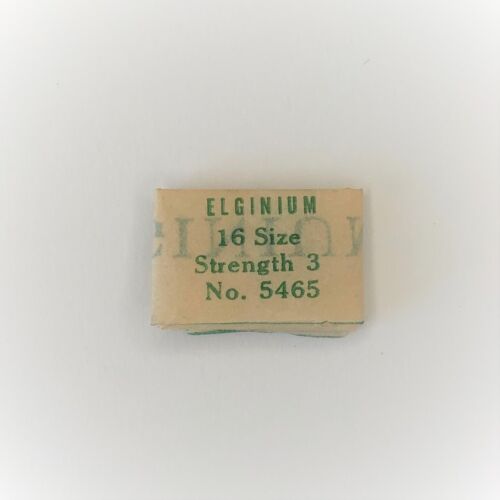 ELGINIUM
16 Size
Strength 3
No. 5465